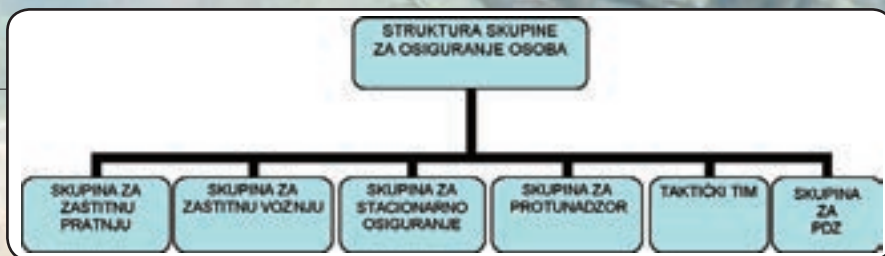 STRUKTURA SKUPINE
ZA OSIGURANJE OSOBA
SKUPINA ZA
ZAŠTITNU
PRATNJU
SKUPINA ZA
ZAŠTITNU VOZNJU
SKUPINA ZA
STACIONARNO
OSIGURANJE
SKUPINA ZA
PROTUNADZOR
TAKTIČKI TIM
SKUPINA
ZA
PDZ